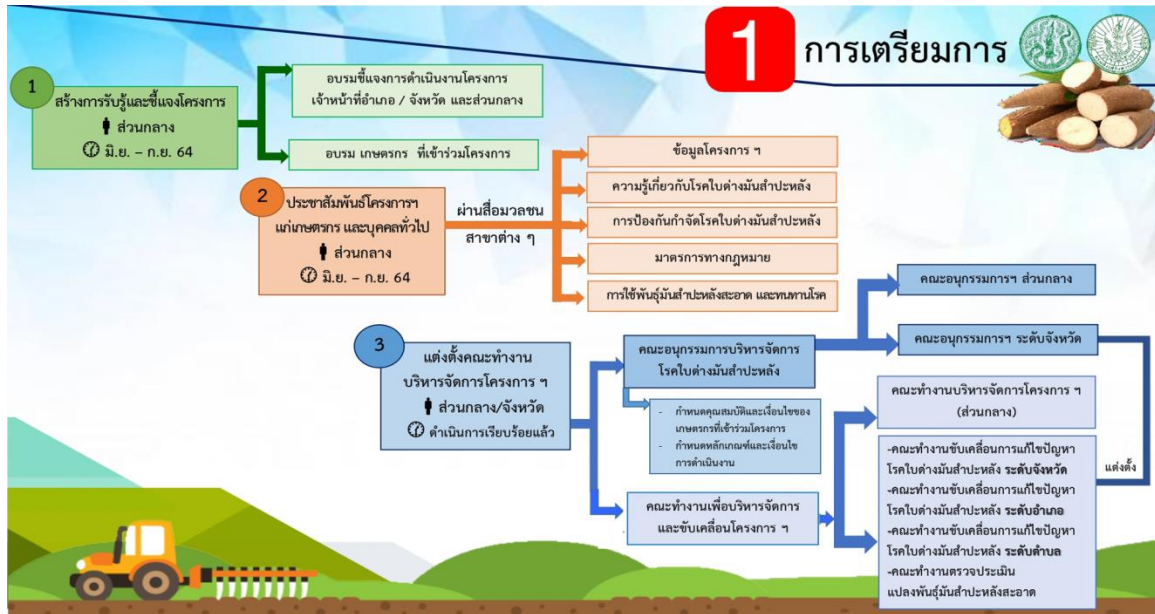 1
การเตรียมการ
1
สร้างการรับรู้และชี้แจงโครงการ
ส่วนกลาง
มิ.ย. – ก.ย. 64
อบรมชี้แจงการดำเนินงานโครงการ
เจ้าหน้าที่อำเภอ / จังหวัด และส่วนกลาง
อบรม เกษตรกร ที่เข้าร่วมโครงการ
2
ประชาสัมพันธ์โครงการฯ
แก่เกษตรกร และบุคคลทั่วไป
ส่วนกลาง
มิ.ย. – ก.ย. 64
ผ่านสื่อมวลชน
สาขาต่าง ๆ
ข้อมูลโครงการ ฯ
ความรู้เกี่ยวกับโรคใบด่างมันสำปะหลัง
การป้องกันกำจัดโรคใบด่างมันสำปะหลัง
มาตรการทางกฎหมาย
การใช้พันธุ์มันสำปะหลังสะอาด และทนทานโรค
3
แต่งตั้งคณะทำงาน
บริหารจัดการโครงการ ฯ
ส่วนกลาง/จังหวัด
ดำเนินการเรียบร้อยแล้ว
คณะอนุกรรมการบริหารจัดการ
โรคใบด่างมันสำปะหลัง
- กำหนดคุณสมบัติและเงื่อนไขของ
เกษตรกรที่เข้าร่วมโครงการ
- กำหนดหลักเกณฑ์และเงื่อนไข
การดำเนินงาน
คณะทำงานเพื่อบริหารจัดการ
และขับเคลื่อนโครงการ ฯ
คณะอนุกรรมการฯ ส่วนกลาง
คณะอนุกรรมการฯ ระดับจังหวัด
คณะทำงานบริหารจัดการโครงการ ฯ
(ส่วนกลาง)
-คณะทำงานขับเคลื่อนการแก้ไขปัญหา
โรคใบด่างมันสำปะหลัง ระดับจังหวัด
-คณะทำงานขับเคลื่อนการแก้ไขปัญหา
โรคใบด่างมันสำปะหลัง ระดับอำเภอ
-คณะทำงานขับเคลื่อนการแก้ไขปัญหา
โรคใบด่างมันสำปะหลัง ระดับตำบล
-คณะทำงานตรวจประเมิน
แปลงพันธุ์มันสำปะหลังสะอาด
แต่งตั้ง